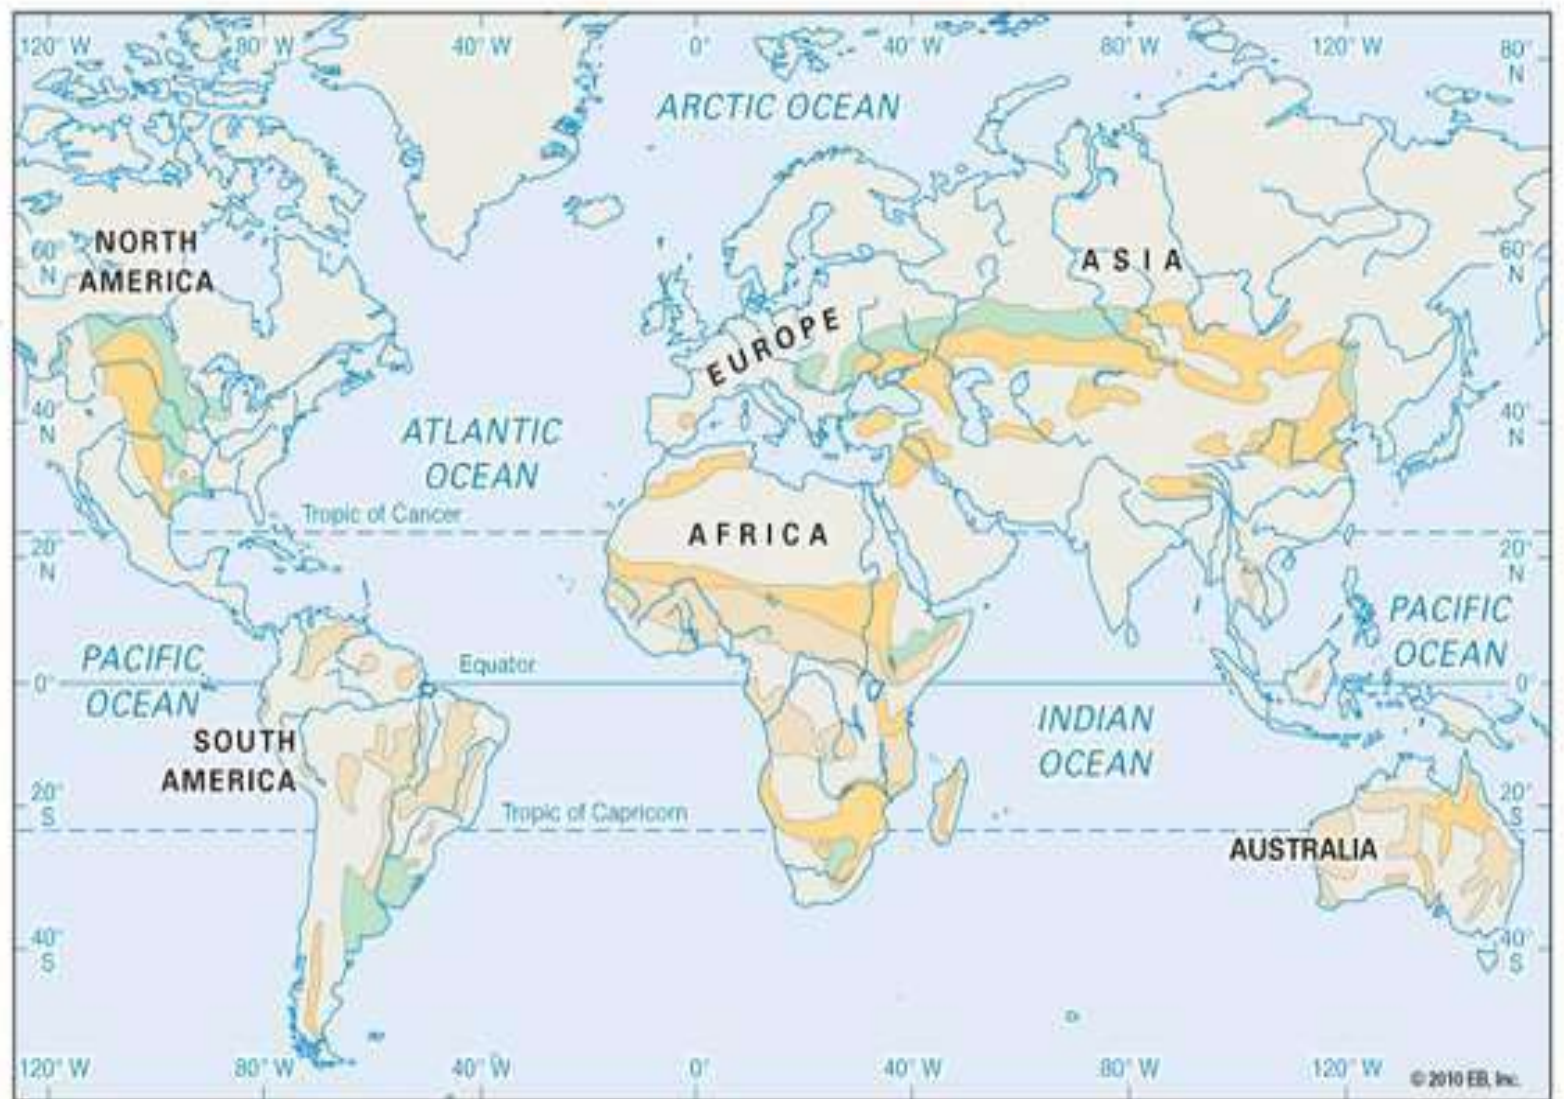 120° W 80° W 40° W 0° 40° W 80° W 120° W 80°
N
ARCTIC OCEAN
NORTH
AMERICA
60°
N
ASIA
60°
N
EUROPE
40°
N
ATLANTIC
OCEAN
40°
N
Tropic of Cancer
AFRICA
20°
N
20°
N
PACIFIC
OCEAN
PACIFIC
OCEAN
Equator
0°
0°
INDIAN
OCEAN
SOUTH
AMERICA
20°
S
Tropic of Capricorn
20°
S
AUSTRALIA
40°
S
40°
S
120° W 80° W 40° W 0° 40° W 80° W 120° W
© 2010 EB, Inc.